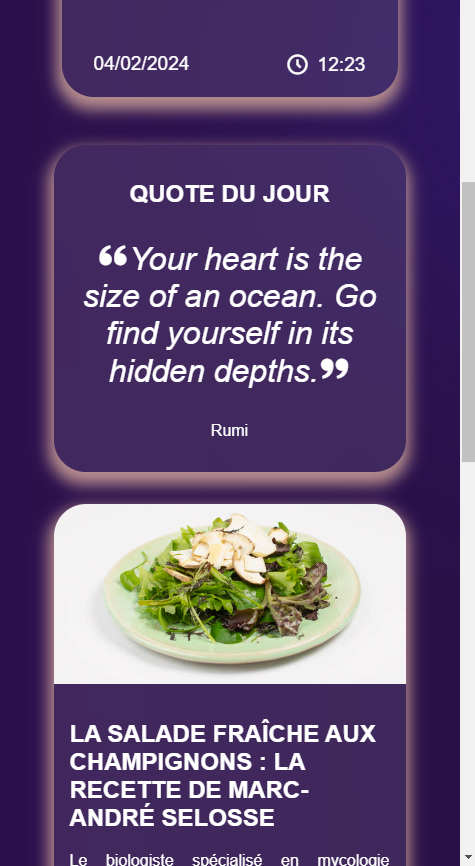 04/02/2024 12:23
QUOTE DU JOUR
❝Your heart is the
size of an ocean. Go
find yourself in its
hidden depths.❞
Rumi
LA SALADE FRAÎCHE AUX
CHAMPIGNONS : LA
RECETTE DE MARC-
ANDRÉ SELOSSE
Le biologiste spécialisé en mycologie